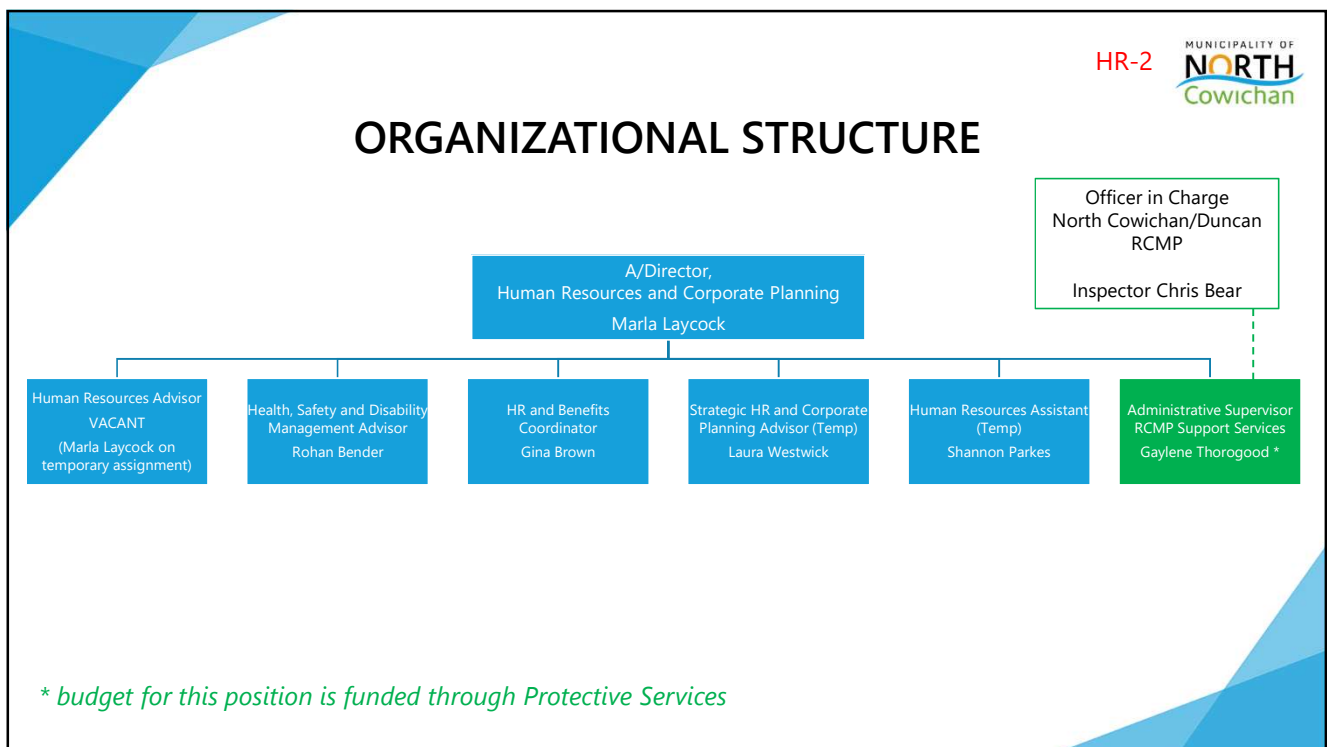 HR-2
MUNICIPALITY OF
NORTH
Cowichan
ORGANIZATIONAL STRUCTURE
Officer in Charge
North Cowichan/Duncan
RCMP
Inspector Chris Bear
A/Director,
Human Resources and Corporate Planning
Marla Laycock
Human Resources Advisor
VACANT
(Marla Laycock on
temporary assignment)
Health, Safety and Disability
Management Advisor
Rohan Bender
HR and Benefits
Coordinator
Gina Brown
Strategic HR and Corporate
Planning Advisor (Temp)
Laura Westwick
Human Resources Assistant
(Temp)
Shannon Parkes
Administrative Supervisor
RCMP Support Services
Gaylene Thorogood *
* budget for this position is funded through Protective Services